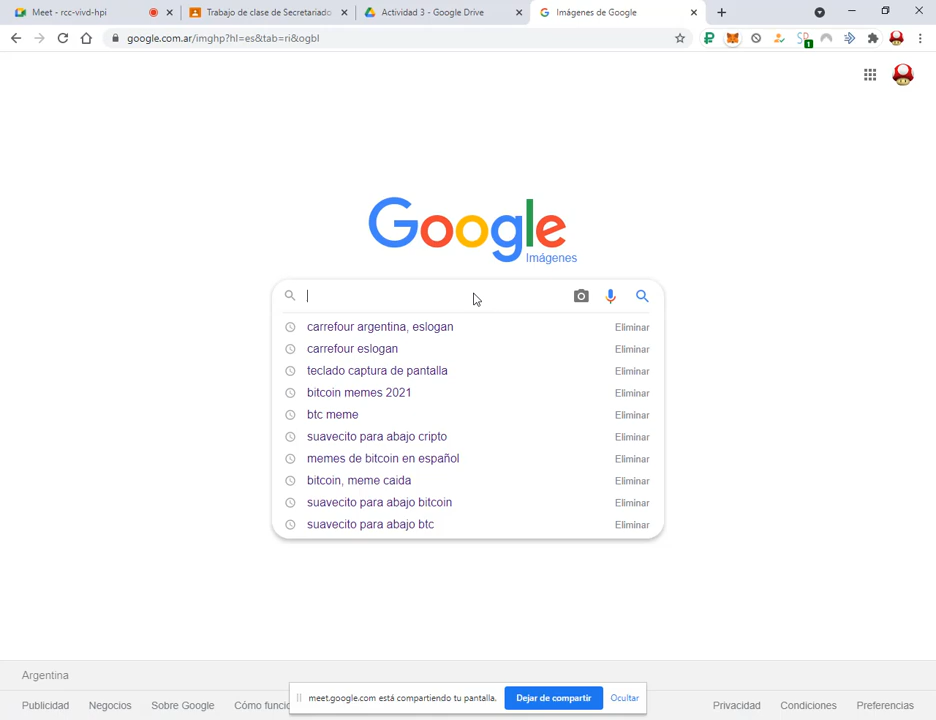 Meet - rcc-vivd-hpi
Trabajo de clase de Secretariado
Actividad 3 - Google Drive
Imágenes de Google
google.com.ar/imghp?hl=es&tab=ri&ogbl
1
Google
Imágenes
carrefour argentina, eslogan Eliminar
carrefour eslogan Eliminar
teclado captura de pantalla Eliminar
bitcoin memes 2021 Eliminar
btc meme Eliminar
suavecito para abajo cripto Eliminar
memes de bitcoin en español Eliminar
bitcoin, meme caida Eliminar
suavecito para abajo bitcoin Eliminar
suavecito para abajo btc Eliminar
Argentina
meet.google.com está compartiendo tu pantalla. Dejar de compartir Ocultar
Publicidad Negocios Sobre Google Cómo Privacidad Condiciones Preferencias